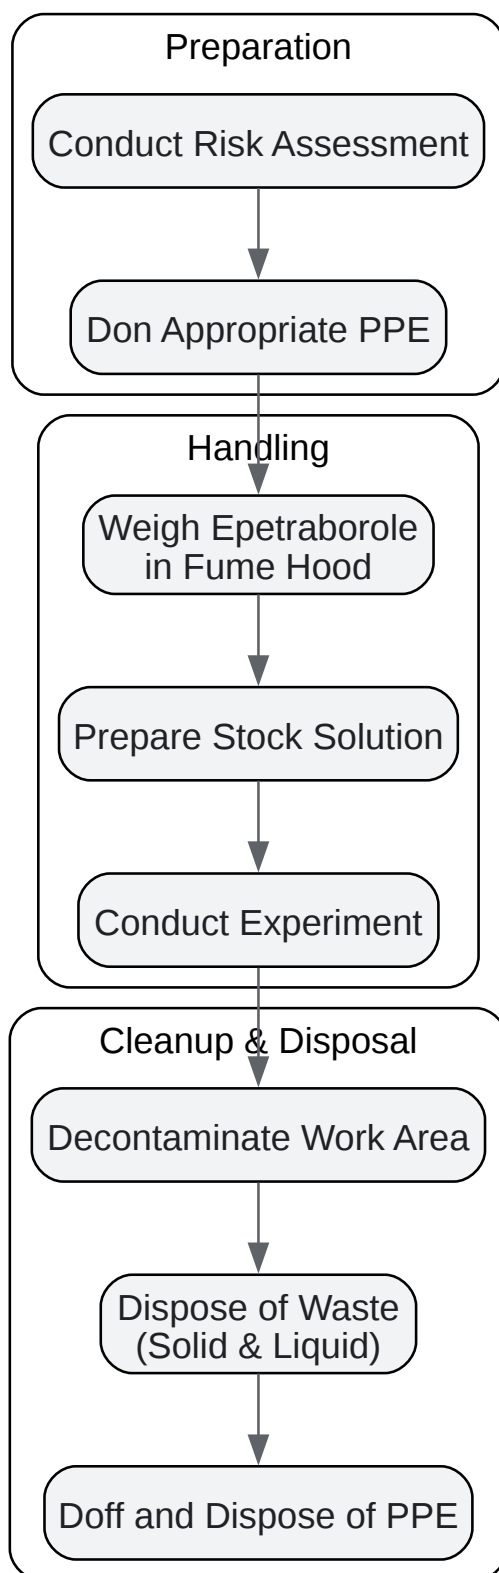 Preparation
Conduct Risk Assessment
Don Appropriate PPE
Handling
Weigh Epetraborole
in Fume Hood
Prepare Stock Solution
Conduct Experiment
Cleanup & Disposal
Decontaminate Work Area
Dispose of Waste
(Solid & Liquid)
Doff and Dispose of PPE